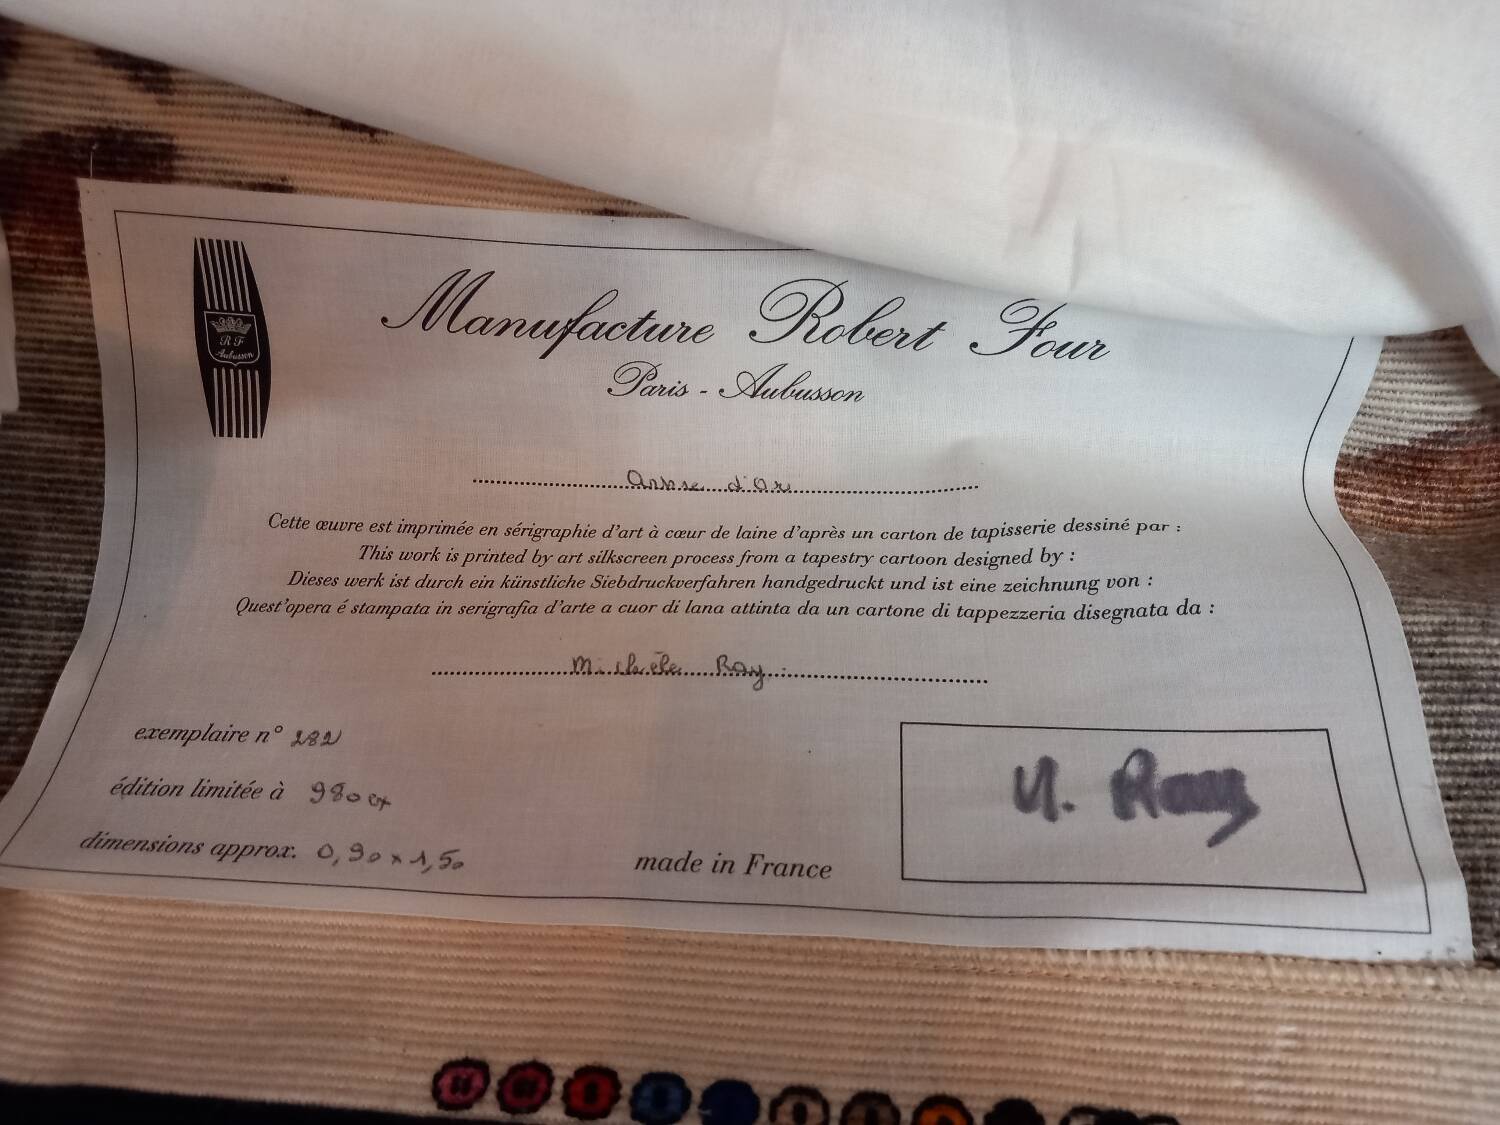 R F
Aubusson
Manufacture Robert Four
Paris - Aubusson
d'Or
Cette œuvre est imprimée en sérigraphie d'art à cœur de laine d'après un carton de tapisserie dessiné par :
This work is printed by art silkscreen process from a tapestry cartoon designed by :
Dieses werk ist durch ein künstliche Siebdruckverfahren handgedruckt und ist eine zeichnung von :
Quest'opera é stampata in serigrafia d'arte a cuor di lana attinta da un cartone di tappezzeria disegnata da :
Michèle Ray
exemplaire n° 282
édition limitée à 980 ex
dimensions approx. 0,90 x 1,50
made in France
M. Ray